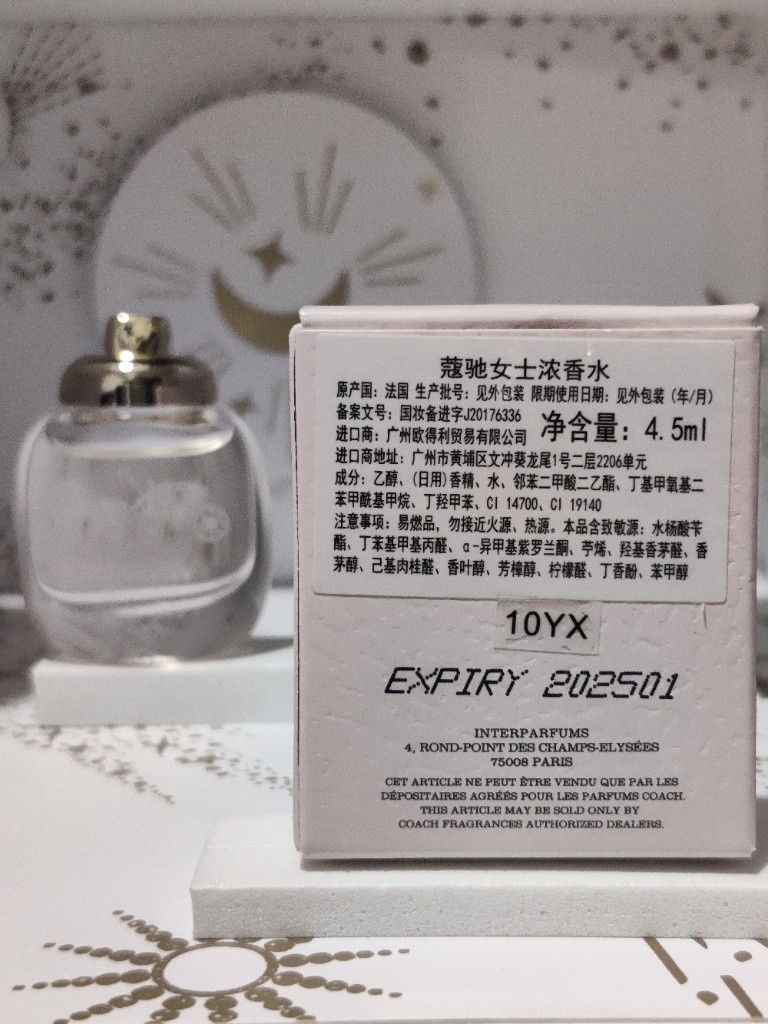 蔻驰女士浓香水
原产国：法国 生产批号：见外包装 限期使用日期：见外包装（年/月）
备案文号：国妆备进字J20176336
净含量：4.5ml
进口商：广州欧得利贸易有限公司
进口商地址：广州市黄埔区文冲葵龙尾1号二层2206单元
成分：乙醇、(日用)香精、水、邻苯二甲酸二乙酯、丁基甲氧基二
苯甲酰基甲烷、丁羟甲苯、CI 14700、CI 19140
注意事项：易燃品，勿接近火源、热源。本品含致敏源：水杨酸苄
酯、丁苯基甲基丙醛、α-异甲基紫罗兰酮、苧烯、羟基香茅醛、香
茅醇、己基肉桂醛、香叶醇、芳樟醇、柠檬醛、丁香酚、苯甲醇
10YX
EXPIRY 202501
INTERPARFUMS
4, ROND-POINT DES CHAMPS-ELYSÉES
75008 PARIS
CET ARTICLE NE PEUT ÊTRE VENDU QUE PAR LES
DÉPOSITAIRES AGRÉÉS POUR LES PARFUMS COACH.
THIS ARTICLE MAY BE SOLD ONLY BY
COACH FRAGRANCES AUTHORIZED DEALERS.